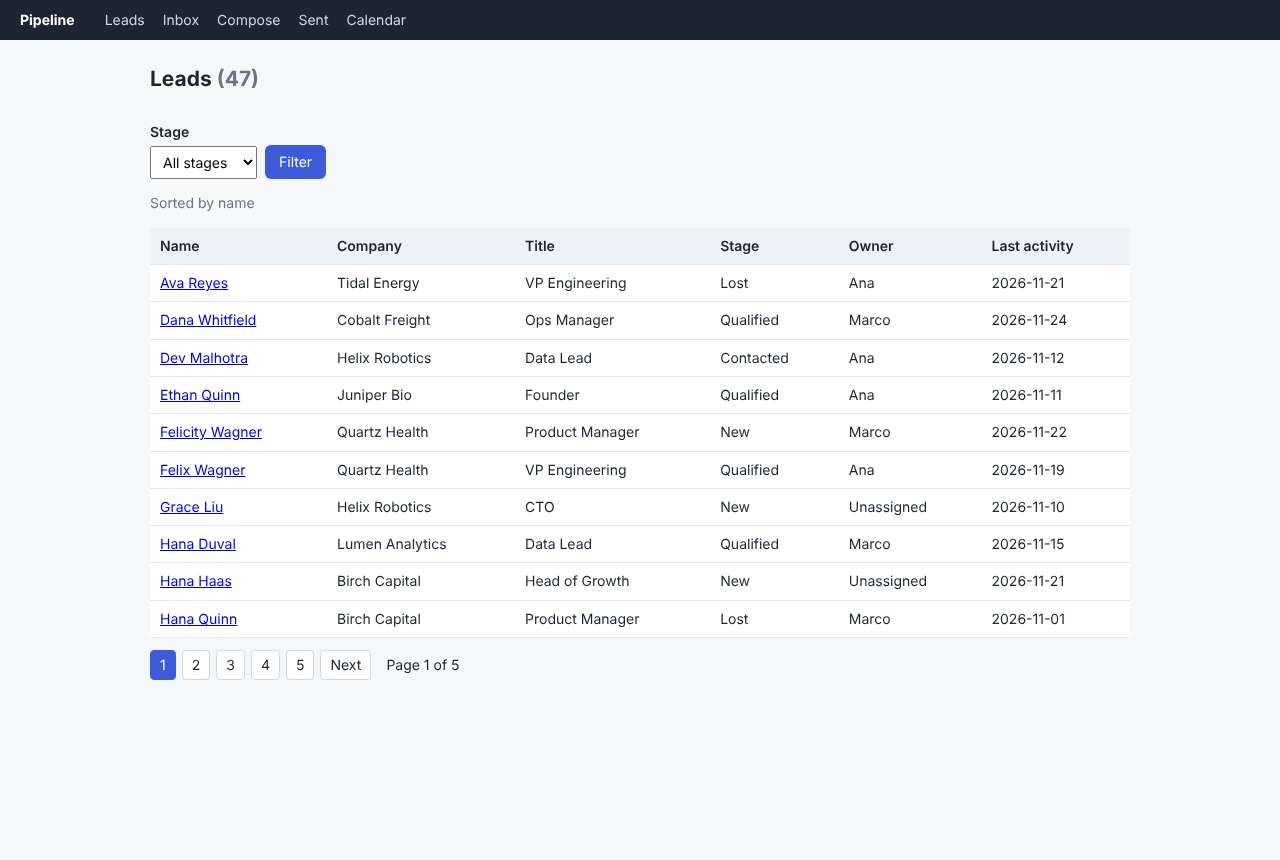 Pipeline Leads Inbox Compose Sent Calendar
Leads (47)
Stage
All stages Filter
Sorted by name
Name Company Title Stage Owner Last activity
Ava Reyes Tidal Energy VP Engineering Lost Ana 2026-11-21
Dana Whitfield Cobalt Freight Ops Manager Qualified Marco 2026-11-24
Dev Malhotra Helix Robotics Data Lead Contacted Ana 2026-11-12
Ethan Quinn Juniper Bio Founder Qualified Ana 2026-11-11
Felicity Wagner Quartz Health Product Manager New Marco 2026-11-22
Felix Wagner Quartz Health VP Engineering Qualified Ana 2026-11-19
Grace Liu Helix Robotics CTO New Unassigned 2026-11-10
Hana Duval Lumen Analytics Data Lead Qualified Marco 2026-11-15
Hana Haas Birch Capital Head of Growth New Unassigned 2026-11-21
Hana Quinn Birch Capital Product Manager Lost Marco 2026-11-01
1 2 3 4 5 Next Page 1 of 5